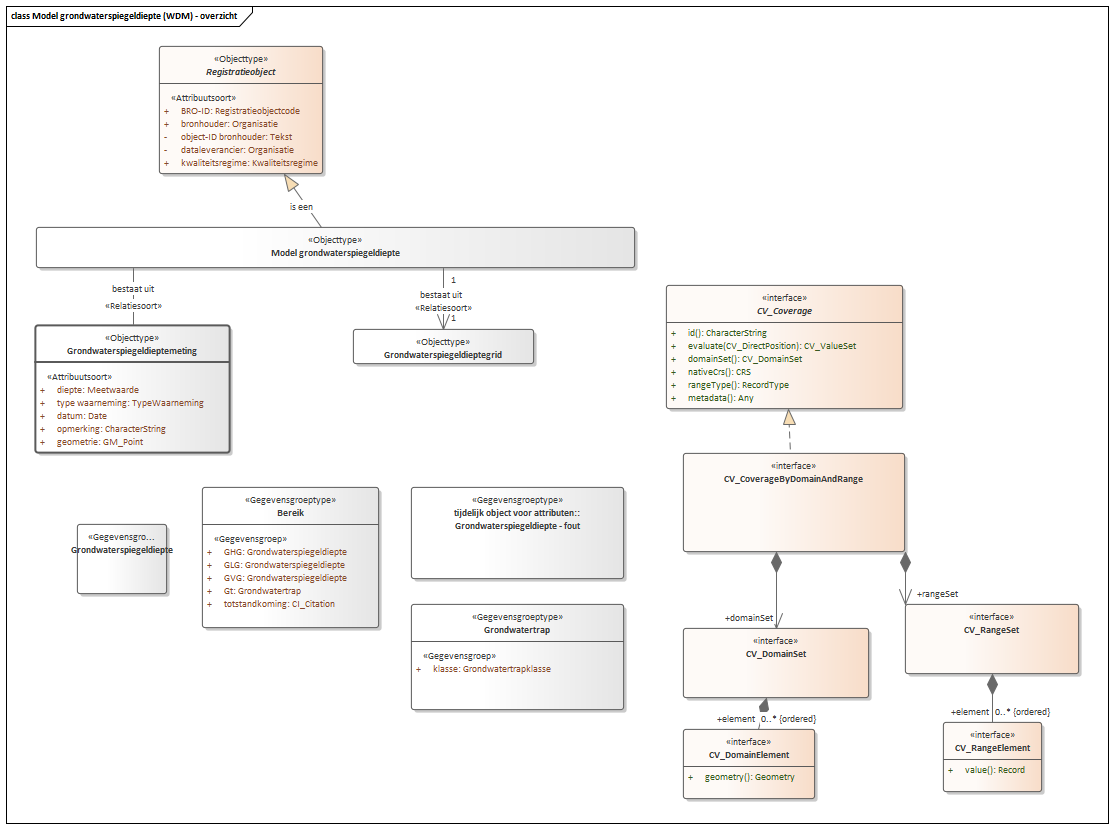 class Model grondwaterspiegeldiepte (WDM) - overzicht
«Objecttype»
Registratieobject
«Attribuutsoort»
+ BRO-ID: Registratieobjectcode
+ bronhouder: Organisatie
- object-ID bronhouder: Tekst
- dataleverancier: Organisatie
+ kwaliteitsregime: Kwaliteitsregime
is een
«Objecttype»
Model grondwaterspiegeldiepte
bestaat uit
«Relatiesoort»
1
bestaat uit
«Relatiesoort»
1
«Objecttype»
Grondwaterspiegeldieptemeting
«Attribuutsoort»
+ diepte: Meetwaarde
+ type waarneming: TypeWaarneming
+ datum: Date
+ opmerking: CharacterString
+ geometrie: GM_Point
«Objecttype»
Grondwaterspiegeldieptegrid
«interface»
CV_Coverage
+ id(): CharacterString
+ evaluate(CV_DirectPosition): CV_ValueSet
+ domainSet(): CV_DomainSet
+ nativeCrs(): CRS
+ rangeType(): RecordType
+ metadata(): Any
«interface»
CV_CoverageByDomainAndRange
«Gegevensgro...
Grondwaterspiegeldiepte
«Gegevensgroeptype»
Bereik
«Gegevensgroep»
+ GHG: Grondwaterspiegeldiepte
+ GLG: Grondwaterspiegeldiepte
+ GVG: Grondwaterspiegeldiepte
+ Gt: Grondwatertrap
+ totstandkoming: CI_Citation
«Gegevensgroeptype»
tijdelijk object voor attributen::
Grondwaterspiegeldiepte - fout
«Gegevensgroeptype»
Grondwatertrap
«Gegevensgroep»
+ klasse: Grondwatertrapklasse
+domainSet
+rangeSet
«interface»
CV_DomainSet
«interface»
CV_RangeSet
+element 0..* {ordered}
+element 0..* {ordered}
«interface»
CV_DomainElement
+ geometry(): Geometry
«interface»
CV_RangeElement
+ value(): Record